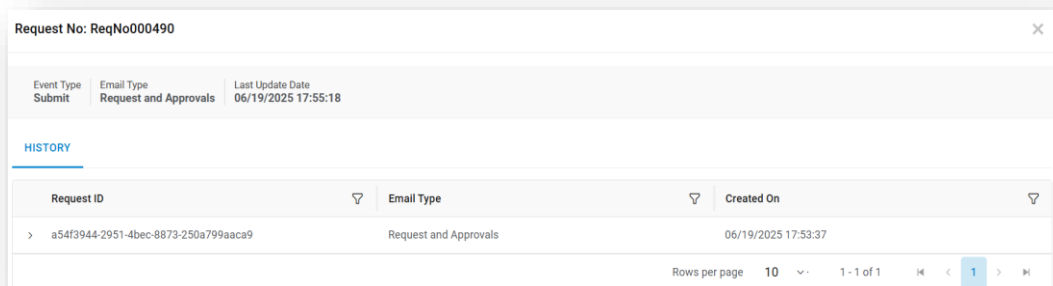 Request No: ReqNo000490
Event Type Email Type Last Update Date
Submit Request and Approvals 06/19/2025 17:55:18
HISTORY
Request ID Email Type Created On
a54f3944-2951-4bec-8873-250a799aaca9 Request and Approvals 06/19/2025 17:53:37
Rows per page 10 1 - 1 of 1 1